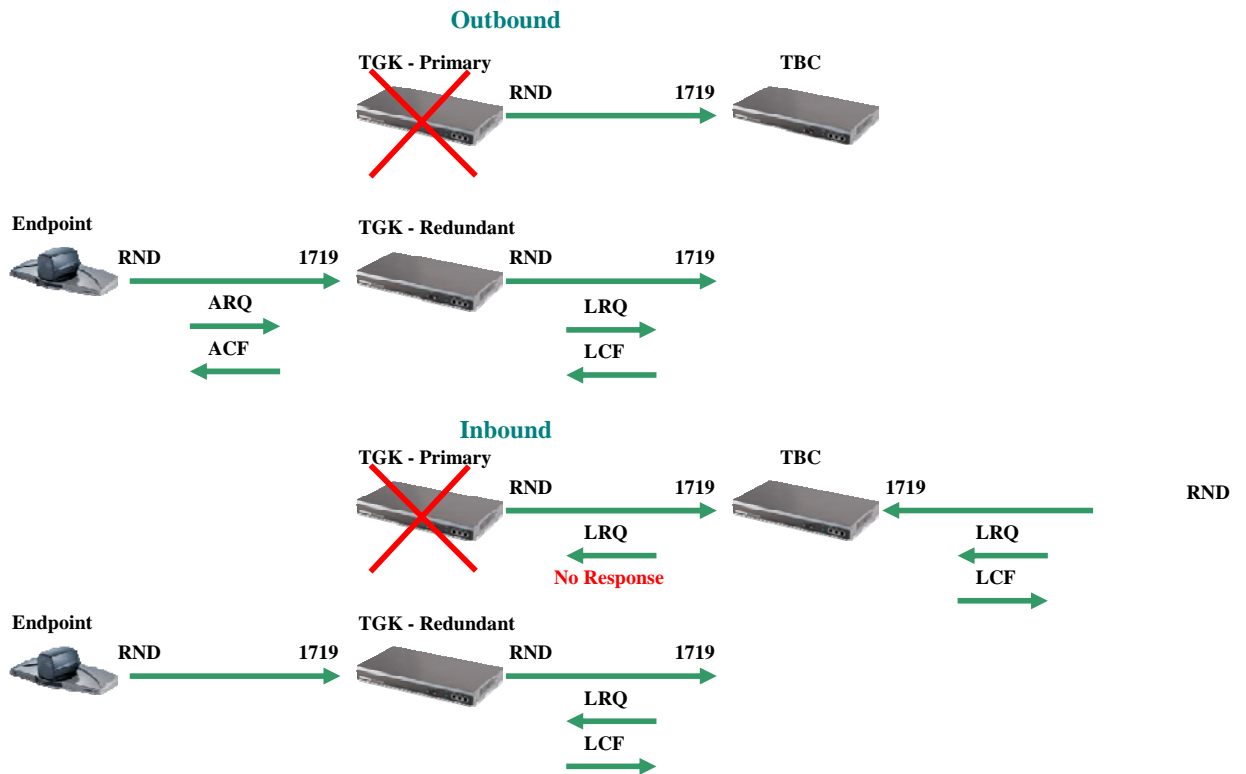 Outbound
TGK - Primary TBC
RND 1719
Endpoint TGK - Redundant
RND 1719 RND 1719
ARQ LRQ
ACF LCF
Inbound
TGK - Primary TBC
RND 1719 1719 RND
LRQ LRQ
No Response LCF
Endpoint TGK - Redundant
RND 1719 RND 1719
LRQ
LCF